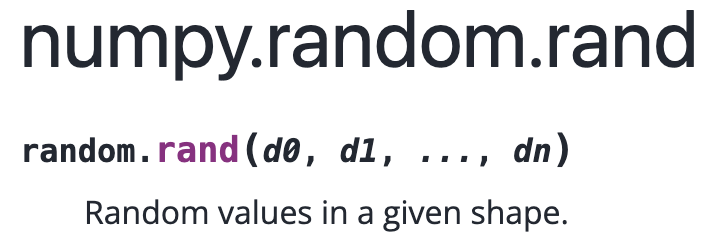 numpy.random.rand
random.rand(d0, d1, ..., dn)
Random values in a given shape.